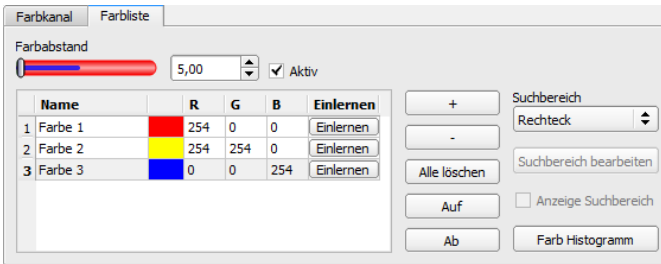 Farbkanal Farbliste
Farbabstand
5,00 Aktiv
Name R G B Einlernen
1 Farbe 1 254 0 0 Einlernen
2 Farbe 2 254 254 0 Einlernen
3 Farbe 3 0 0 254 Einlernen
+
-
Alle löschen
Auf
Ab
Suchbereich
Rechteck
Suchbereich bearbeiten
Anzeige Suchbereich
Farb Histogramm